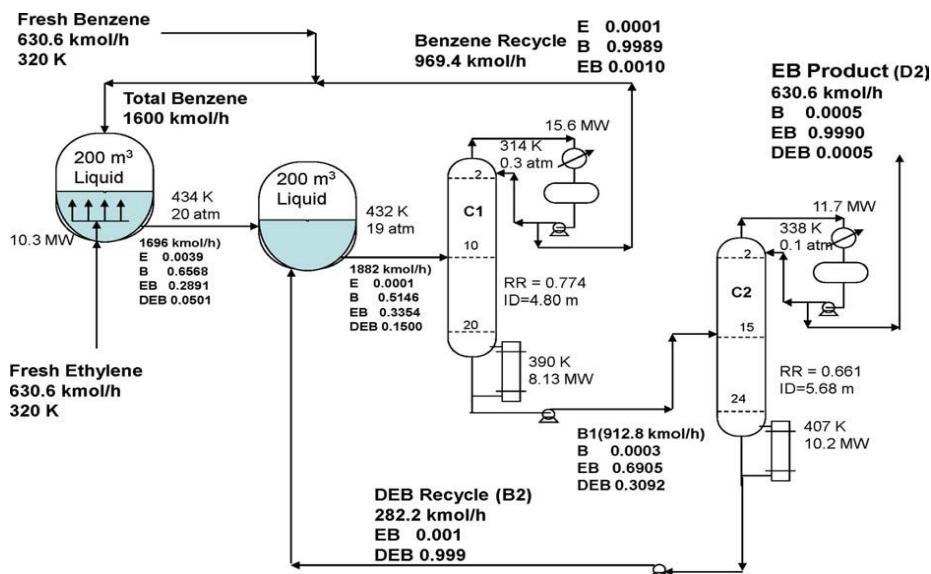 Fresh Benzene
630.6 kmol/h
320 K
Total Benzene
1600 kmol/h
200 m³
Liquid
10.3 MW
434 K
20 atm
1696 kmol/h)
E 0.0039
B 0.6568
EB 0.2891
DEB 0.0501
Fresh Ethylene
630.6 kmol/h
320 K
200 m³
Liquid
432 K
19 atm
1882 kmol/h)
E 0.0001
B 0.5146
EB 0.3354
DEB 0.1500
Benzene Recycle
969.4 kmol/h
E 0.0001
B 0.9989
EB 0.0010
15.6 MW
314 K
0.3 atm
2
C1
10
20
RR = 0.774
ID=4.80 m
390 K
8.13 MW
B1(912.8 kmol/h)
B 0.0003
EB 0.6905
DEB 0.3092
EB Product (D2)
630.6 kmol/h
B 0.0005
EB 0.9990
DEB 0.0005
11.7 MW
338 K
0.1 atm
2
C2
15
24
RR = 0.661
ID=5.68 m
407 K
10.2 MW
DEB Recycle (B2)
282.2 kmol/h
EB 0.001
DEB 0.999